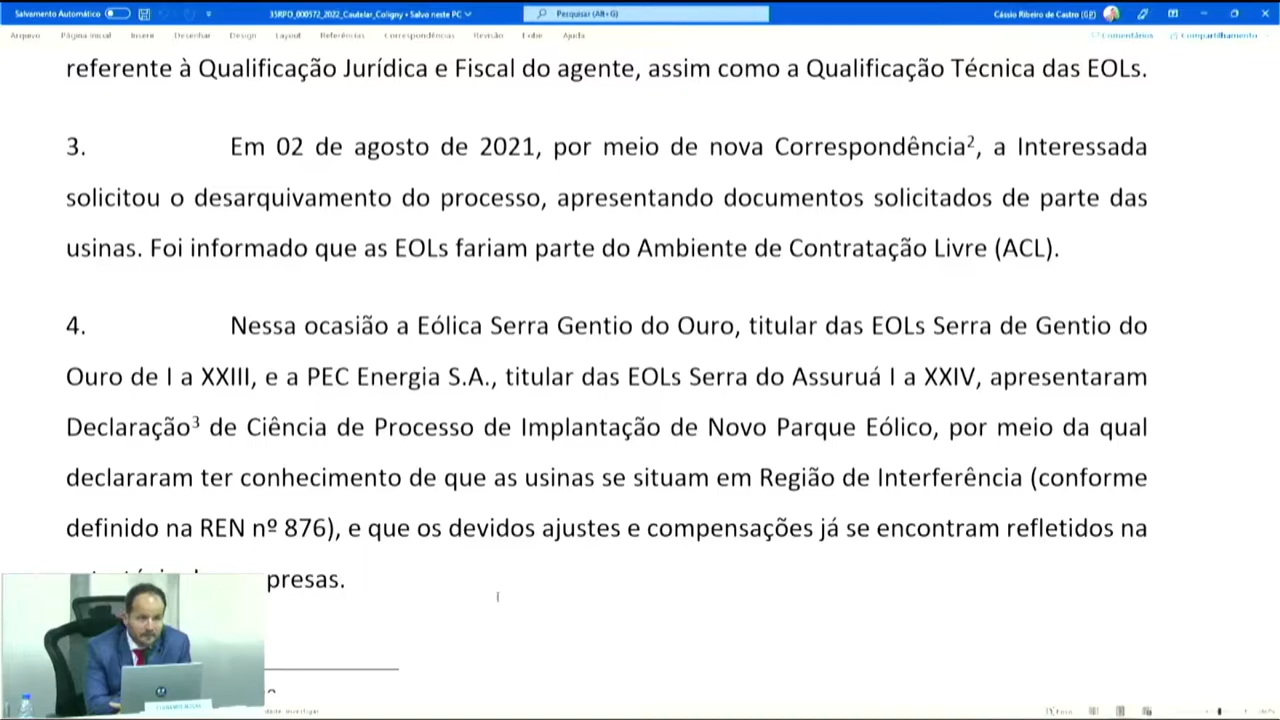 Salvamento Automático
33RPO_000572_2022_Cautelar_Coligny • Salvo neste PC
Pesquisar (Alt+G)
Cássio Ribeiro de Castro (GP)
Arquivo Página Inicial Inserir Desenhar Design Layout Referências Correspondências Revisão Exibir Ajuda
Comentários Compartilhamento
referente à Qualificação Jurídica e Fiscal do agente, assim como a Qualificação Técnica das EOLs.
3. Em 02 de agosto de 2021, por meio de nova Correspondência², a Interessada
solicitou o desarquivamento do processo, apresentando documentos solicitados de parte das
usinas. Foi informado que as EOLs fariam parte do Ambiente de Contratação Livre (ACL).
4. Nessa ocasião a Eólica Serra Gentio do Ouro, titular das EOLs Serra de Gentio do
Ouro de I a XXIII, e a PEC Energia S.A., titular das EOLs Serra do Assuruá I a XXIV, apresentaram
Declaração³ de Ciência de Processo de Implantação de Novo Parque Eólico, por meio da qual
declararam ter conhecimento de que as usinas se situam em Região de Interferência (conforme
definido na REN nº 876), e que os devidos ajustes e compensações já se encontram refletidos na
presas.